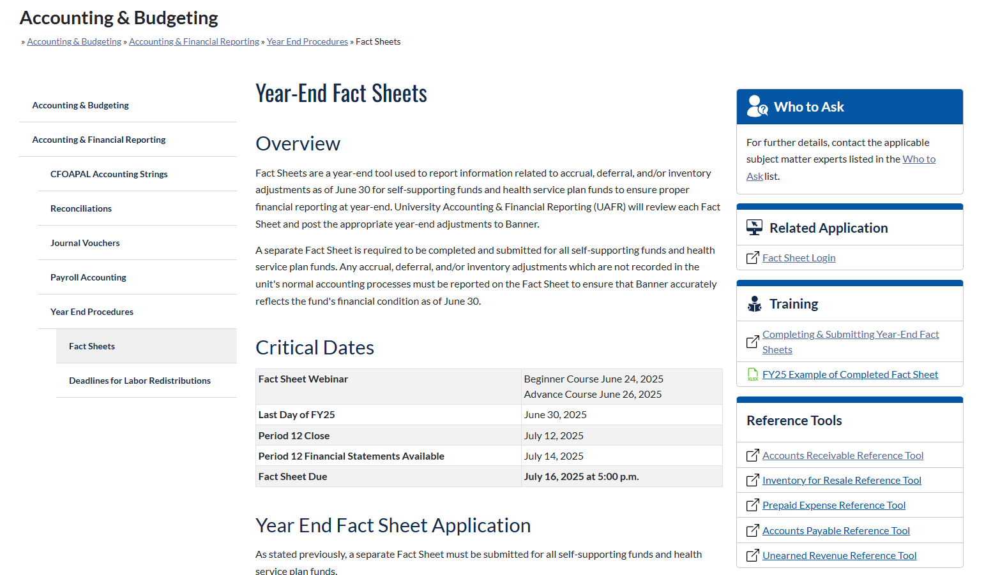 Accounting & Budgeting
» Accounting & Budgeting » Accounting & Financial Reporting » Year End Procedures » Fact Sheets
Accounting & Budgeting
Accounting & Financial Reporting
CFOAPAL Accounting Strings
Reconciliations
Journal Vouchers
Payroll Accounting
Year End Procedures
Fact Sheets
Deadlines for Labor Redistributions
Year-End Fact Sheets
Overview
Fact Sheets are a year-end tool used to report information related to accrual, deferral, and/or inventory
adjustments as of June 30 for self-supporting funds and health service plan funds to ensure proper
financial reporting at year-end. University Accounting & Financial Reporting (UAFR) will review each Fact
Sheet and post the appropriate year-end adjustments to Banner.
A separate Fact Sheet is required to be completed and submitted for all self-supporting funds and health
service plan funds. Any accrual, deferral, and/or inventory adjustments which are not recorded in the
unit's normal accounting processes must be reported on the Fact Sheet to ensure that Banner accurately
reflects the fund's financial condition as of June 30.
Critical Dates
Fact Sheet Webinar Beginner Course June 24, 2025
Advance Course June 26, 2025
Last Day of FY25 June 30, 2025
Period 12 Close July 12, 2025
Period 12 Financial Statements Available July 14, 2025
Fact Sheet Due July 16, 2025 at 5:00 p.m.
Year End Fact Sheet Application
As stated previously, a separate Fact Sheet must be submitted for all self-supporting funds and health
service plan funds.
Who to Ask
For further details, contact the applicable
subject matter experts listed in the Who to
Ask list.
Related Application
Fact Sheet Login
Training
Completing & Submitting Year-End Fact
Sheets
XLSX FY25 Example of Completed Fact Sheet
Reference Tools
Accounts Receivable Reference Tool
Inventory for Resale Reference Tool
Prepaid Expense Reference Tool
Accounts Payable Reference Tool
Unearned Revenue Reference Tool